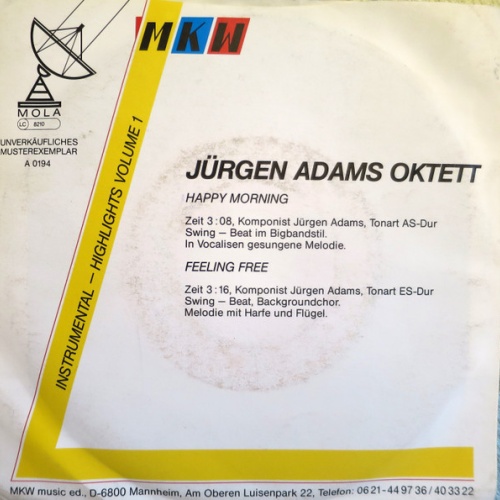 MKW
MOLA
LC 8210
UNVERKÄUFLICHES
MUSTEREXEMPLAR
A 0194
INSTRUMENTAL – HIGHLIGHTS VOLUME 1
JÜRGEN ADAMS OKTETT
HAPPY MORNING
Zeit 3:08, Komponist Jürgen Adams, Tonart AS-Dur
Swing – Beat im Bigbandstil.
In Vocalisen gesungene Melodie.
FEELING FREE
Zeit 3:16, Komponist Jürgen Adams, Tonart ES-Dur
Swing – Beat, Backgroundchor.
Melodie mit Harfe und Flügel.
MKW music ed., D-6800 Mannheim, Am Oberen Luisenpark 22, Telefon: 06 21-44 97 36 / 40 33 22